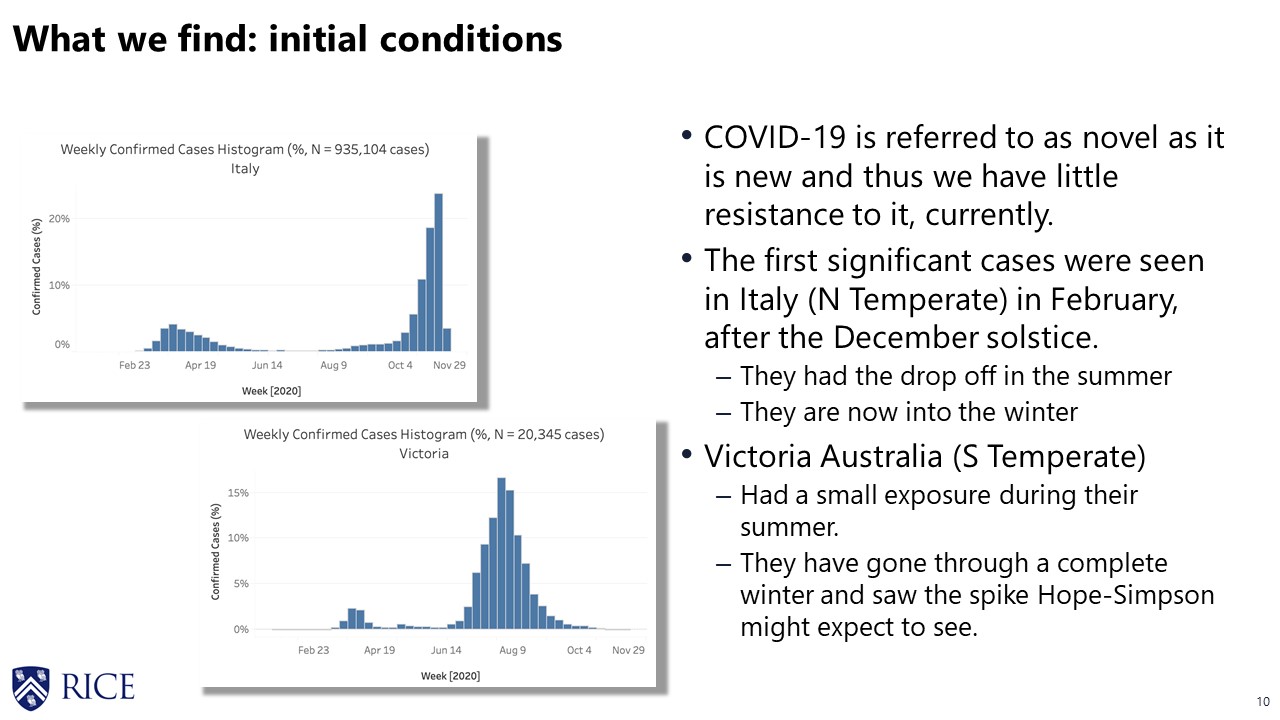 What we find: initial conditions
Weekly Confirmed Cases Histogram (%, N = 935,104 cases)
Italy
Confirmed Cases (%)
20%
10%
0%
Feb 23 Apr 19 Jun 14 Aug 9 Oct 4 Nov 29
Week [2020]
Weekly Confirmed Cases Histogram (%, N = 20,345 cases)
Victoria
Confirmed Cases (%)
15%
10%
5%
0%
Feb 23 Apr 19 Jun 14 Aug 9 Oct 4 Nov 29
Week [2020]
• COVID-19 is referred to as novel as it
is new and thus we have little
resistance to it, currently.
• The first significant cases were seen
in Italy (N Temperate) in February,
after the December solstice.
– They had the drop off in the summer
– They are now into the winter
• Victoria Australia (S Temperate)
– Had a small exposure during their
summer.
– They have gone through a complete
winter and saw the spike Hope-Simpson
might expect to see.
RICE
10